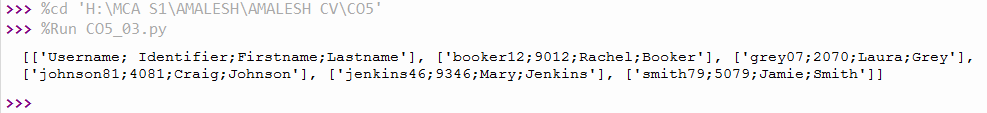 >>> %cd 'H:\MCA S1\AMALESH\AMALESH CV\CO5'
>>> %Run CO5_03.py
[['Username; Identifier;Firstname;Lastname'], ['booker12;9012;Rachel;Booker'], ['grey07;2070;Laura;Grey'],
['johnson81;4081;Craig;Johnson'], ['jenkins46;9346;Mary;Jenkins'], ['smith79;5079;Jamie;Smith']]
>>>